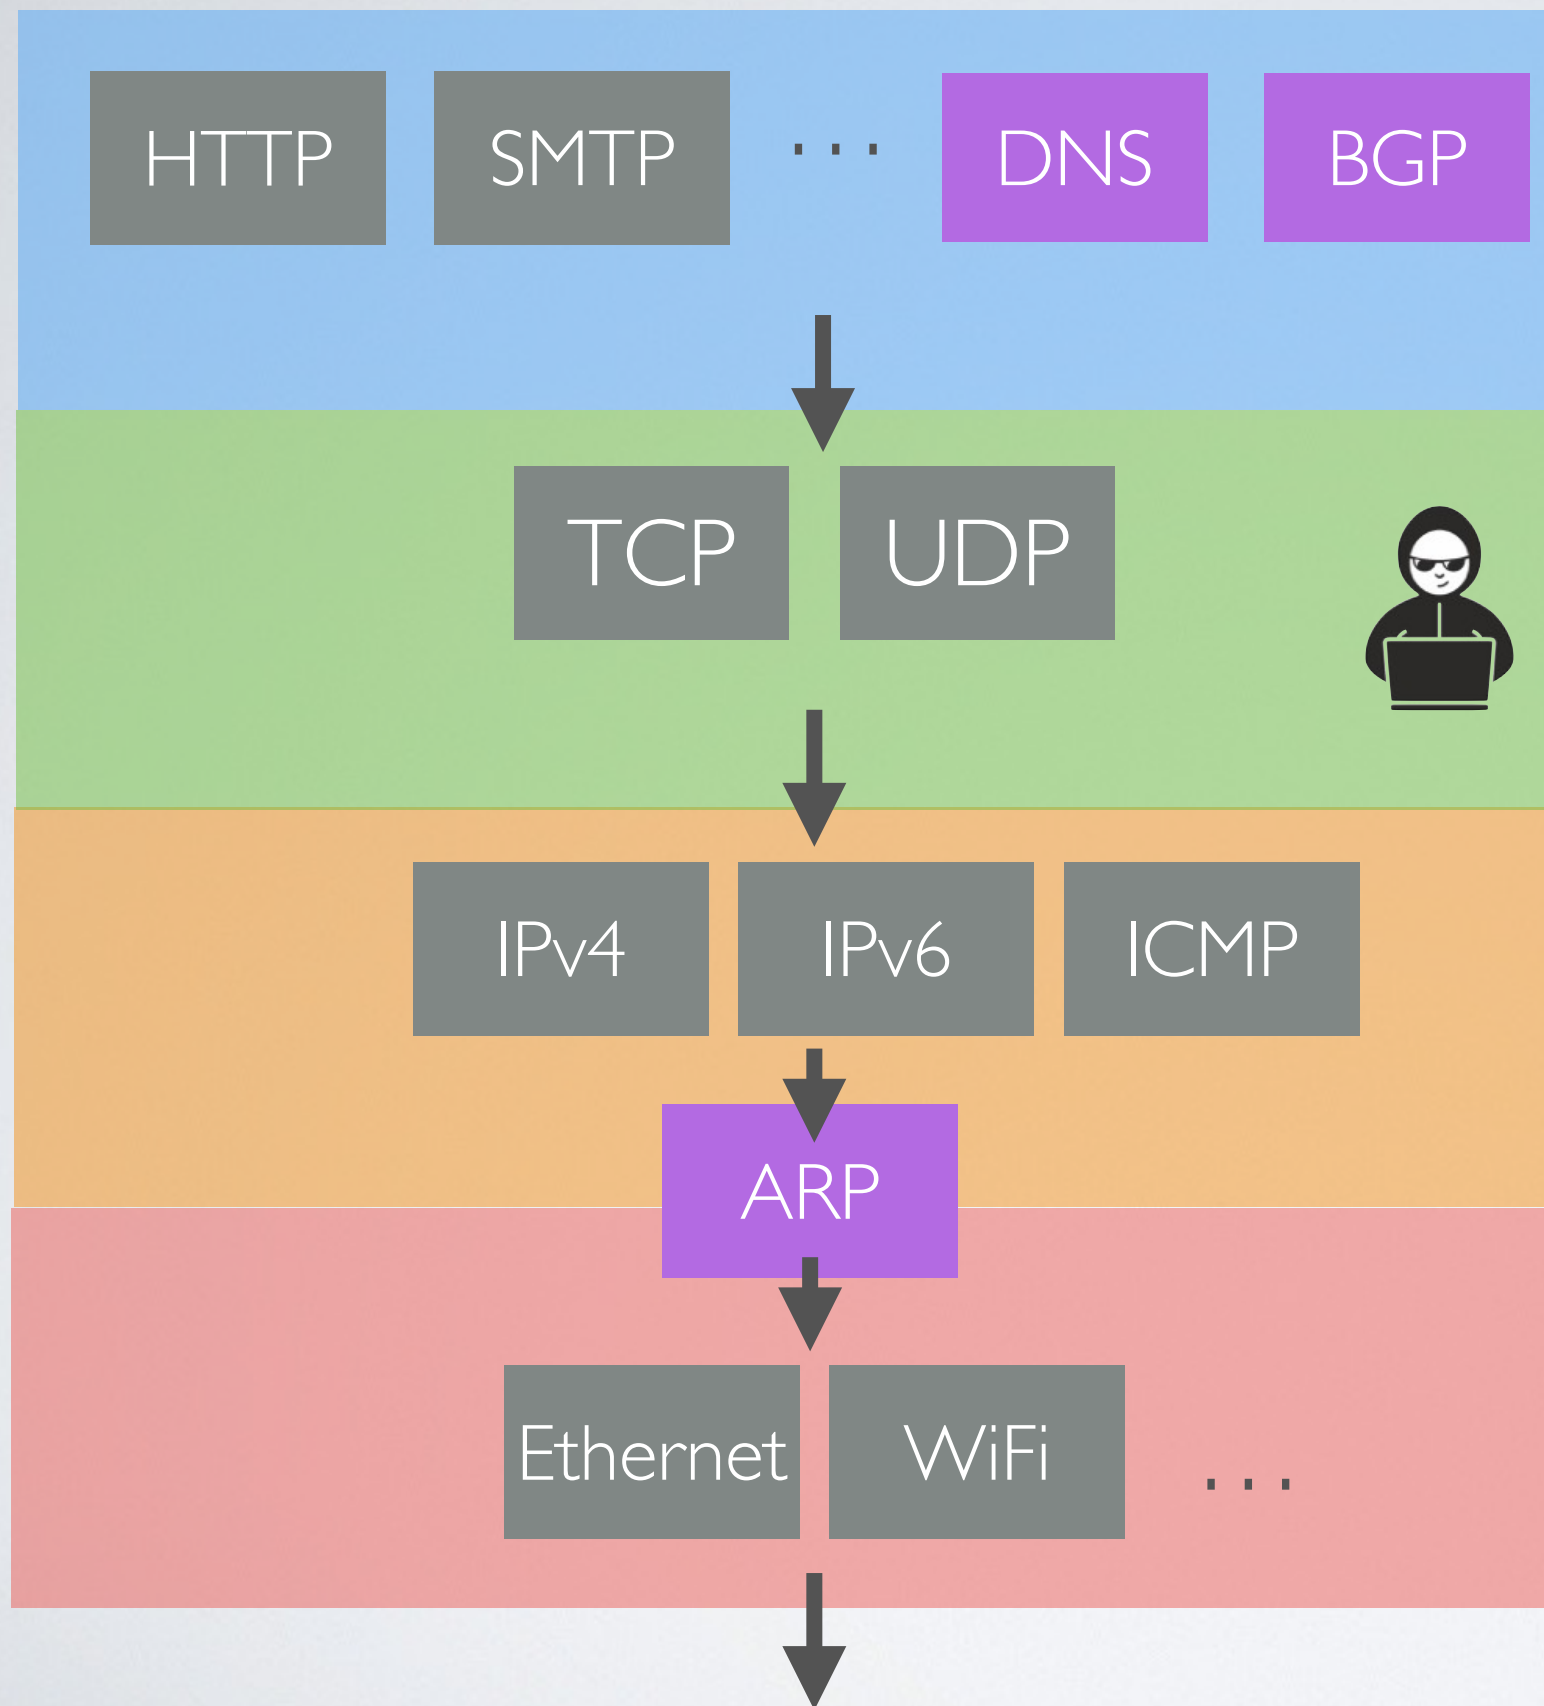 HTTP SMTP ... DNS BGP
TCP UDP
IPv4 IPv6 ICMP
ARP
Ethernet WiFi ...